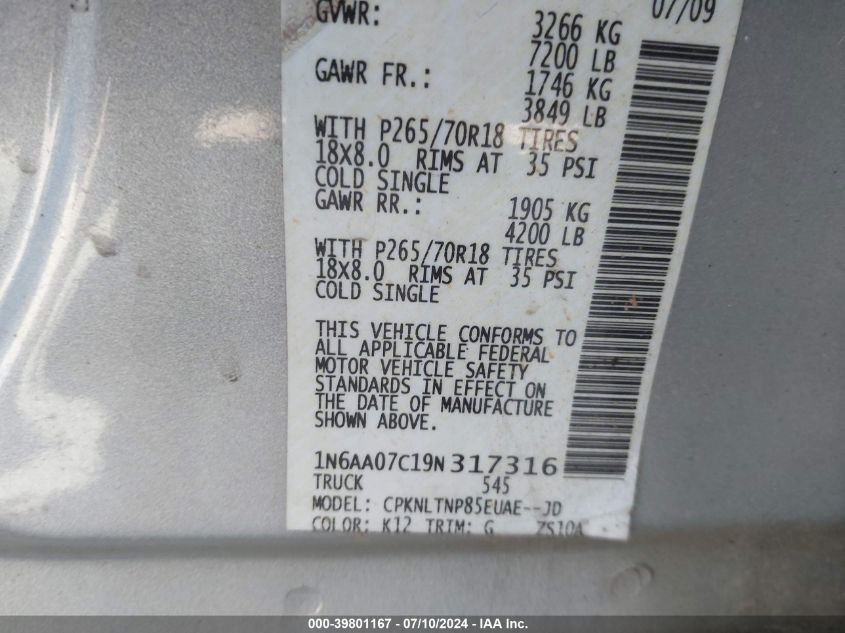 07/09
GVWR: 3266 KG
7200 LB
GAWR FR.: 1746 KG
3849 LB
WITH P265/70R18 TIRES
18X8.0 RIMS AT 35 PSI
COLD SINGLE
GAWR RR.: 1905 KG
4200 LB
WITH P265/70R18 TIRES
18X8.0 RIMS AT 35 PSI
COLD SINGLE
THIS VEHICLE CONFORMS TO
ALL APPLICABLE FEDERAL
MOTOR VEHICLE SAFETY
STANDARDS IN EFFECT ON
THE DATE OF MANUFACTURE
SHOWN ABOVE.
1N6AA07C19N317316
TRUCK 545
MODEL: CPKNLTNP85EUAE--JD
COLOR: K12 TRIM: G ZS10A
000-39801167 - 07/10/2024 - IAA Inc.